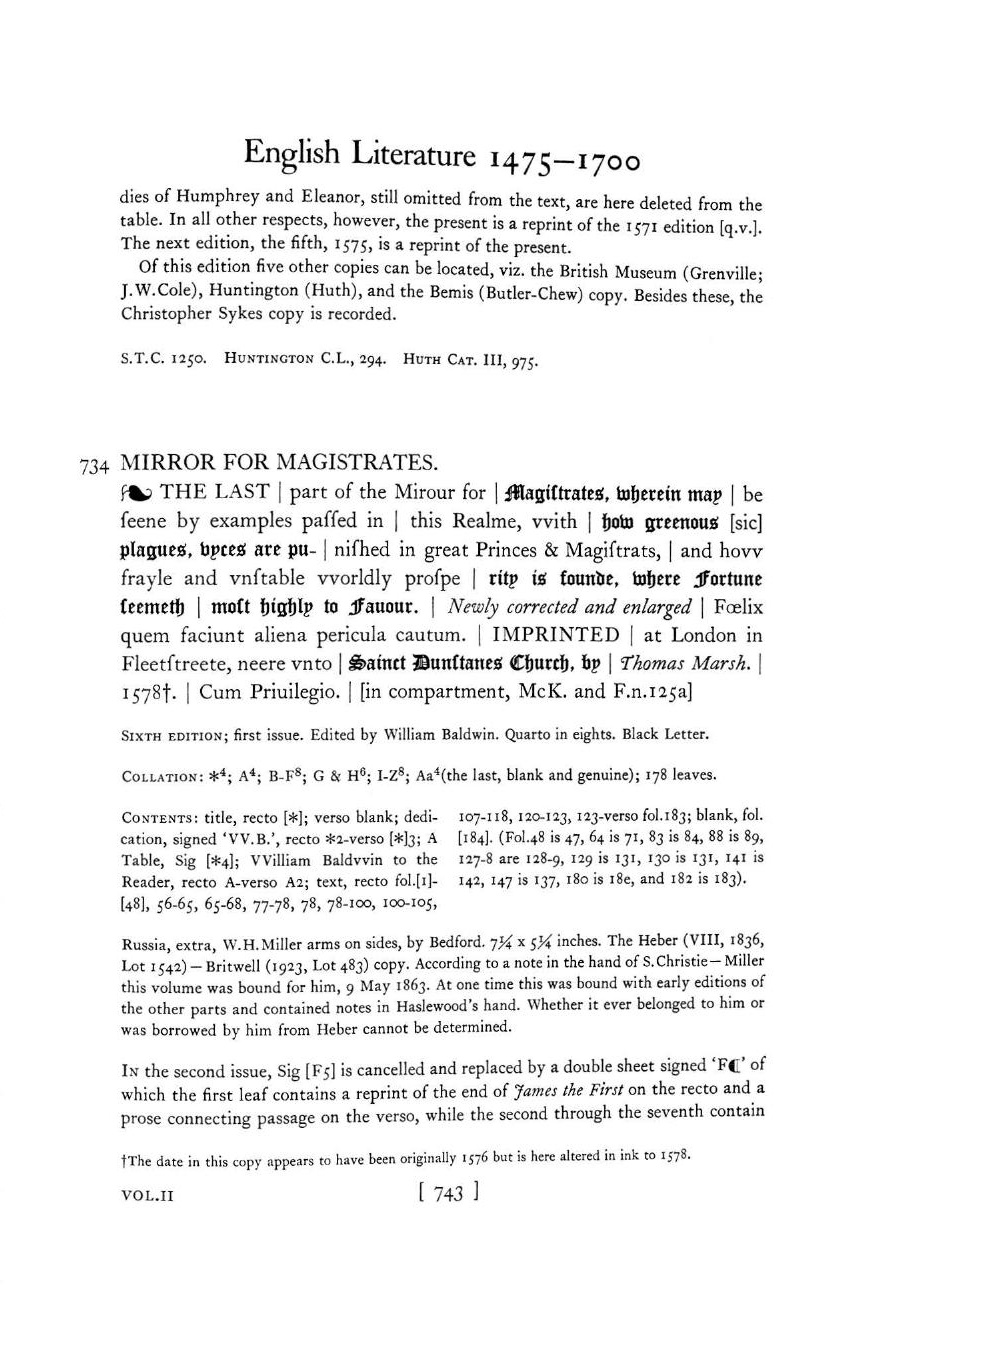 English Literature 1475–1700
dies of Humphrey and Eleanor, still omitted from the text, are here deleted from the
table. In all other respects, however, the present is a reprint of the 1571 edition [q.v.].
The next edition, the fifth, 1575, is a reprint of the present.
Of this edition five other copies can be located, viz. the British Museum (Grenville;
J.W.Cole), Huntington (Huth), and the Bemis (Butler-Chew) copy. Besides these, the
Christopher Sykes copy is recorded.
S.T.C. 1250. HUNTINGTON C.L., 294. HUTH CAT. III, 975.
734 MIRROR FOR MAGISTRATES.
❧ THE LAST | part of the Mirour for | Magiſtrates, wherein may | be
ſeene by examples paſſed in | this Realme, vvith | how greenous [sic]
plagues, vyces are pu- | niſhed in great Princes & Magiſtrats, | and hovv
frayle and vnſtable vvorldly proſpe | rity is founde, where Fortune
ſeemeth | moſt highly to Fauour. | Newly corrected and enlarged | Fœlix
quem faciunt aliena pericula cautum. | IMPRINTED | at London in
Fleetſtreete, neere vnto | Sainct Dunſtanes Church, by | Thomas Marsh. |
1578†. | Cum Priuilegio. | [in compartment, McK. and F.n.125a]
SIXTH EDITION; first issue. Edited by William Baldwin. Quarto in eights. Black Letter.
COLLATION: *⁴; A⁴; B-F⁸; G & H⁶; I-Z⁸; Aa⁴(the last, blank and genuine); 178 leaves.
CONTENTS: title, recto [*]; verso blank; dedi-
cation, signed ‘VV.B.’, recto *2-verso [*]3; A
Table, Sig [*4]; VVilliam Baldvvin to the
Reader, recto A-verso A2; text, recto fol.[1]-
[48], 56-65, 65-68, 77-78, 78, 78-100, 100-105,
107-118, 120-123, 123-verso fol.183; blank, fol.
[184]. (Fol.48 is 47, 64 is 71, 83 is 84, 88 is 89,
127-8 are 128-9, 129 is 131, 130 is 131, 141 is
142, 147 is 137, 180 is 18e, and 182 is 183).
Russia, extra, W.H.Miller arms on sides, by Bedford. 7¼ x 5¼ inches. The Heber (VIII, 1836,
Lot 1542) – Britwell (1923, Lot 483) copy. According to a note in the hand of S.Christie–Miller
this volume was bound for him, 9 May 1863. At one time this was bound with early editions of
the other parts and contained notes in Haslewood's hand. Whether it ever belonged to him or
was borrowed by him from Heber cannot be determined.
IN the second issue, Sig [F5] is cancelled and replaced by a double sheet signed ‘F⁋’ of
which the first leaf contains a reprint of the end of James the First on the recto and a
prose connecting passage on the verso, while the second through the seventh contain
†The date in this copy appears to have been originally 1576 but is here altered in ink to 1578.
VOL.II [ 743 ]